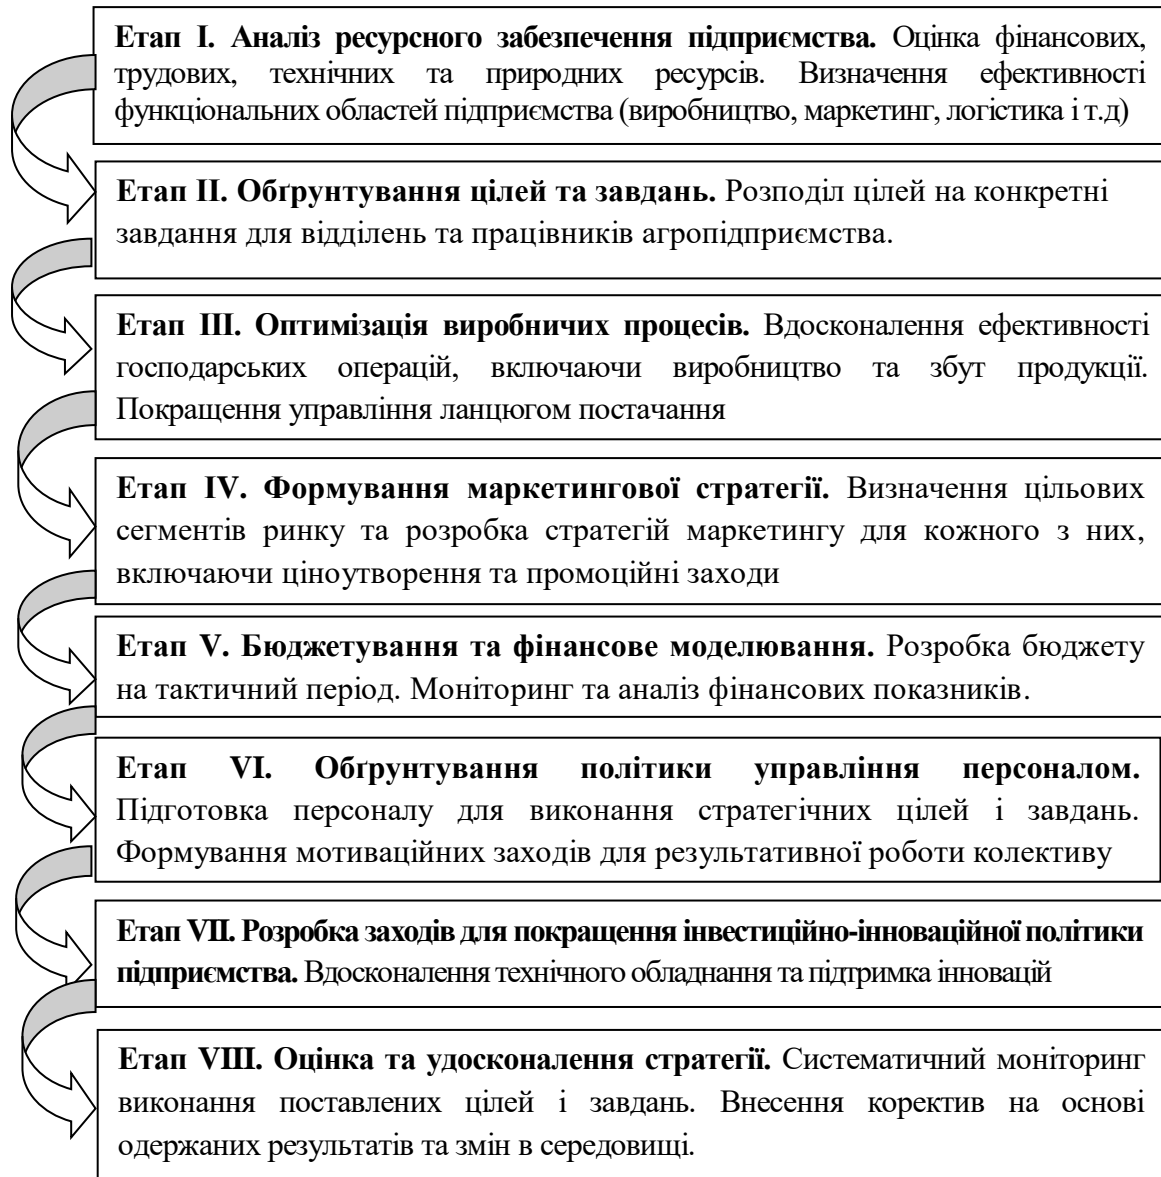 Етап І. Аналіз ресурсного забезпечення підприємства. Оцінка фінансових,
трудових, технічних та природних ресурсів. Визначення ефективності
функціональних областей підприємства (виробництво, маркетинг, логістика і т.д)
Етап ІІ. Обґрунтування цілей та завдань. Розподіл цілей на конкретні
завдання для відділень та працівників агропідприємства.
Етап ІІІ. Оптимізація виробничих процесів. Вдосконалення ефективності
господарських операцій, включаючи виробництво та збут продукції.
Покращення управління ланцюгом постачання
Етап IV. Формування маркетингової стратегії. Визначення цільових
сегментів ринку та розробка стратегій маркетингу для кожного з них,
включаючи ціноутворення та промоційні заходи
Етап V. Бюджетування та фінансове моделювання. Розробка бюджету
на тактичний період. Моніторинг та аналіз фінансових показників.
Етап VI. Обґрунтування політики управління персоналом.
Підготовка персоналу для виконання стратегічних цілей і завдань.
Формування мотиваційних заходів для результативної роботи колективу
Етап VII. Розробка заходів для покращення інвестиційно-інноваційної політики
підприємства. Вдосконалення технічного обладнання та підтримка інновацій
Етап VIII. Оцінка та удосконалення стратегії. Систематичний моніторинг
виконання поставлених цілей і завдань. Внесення коректив на основі
одержаних результатів та змін в середовищі.